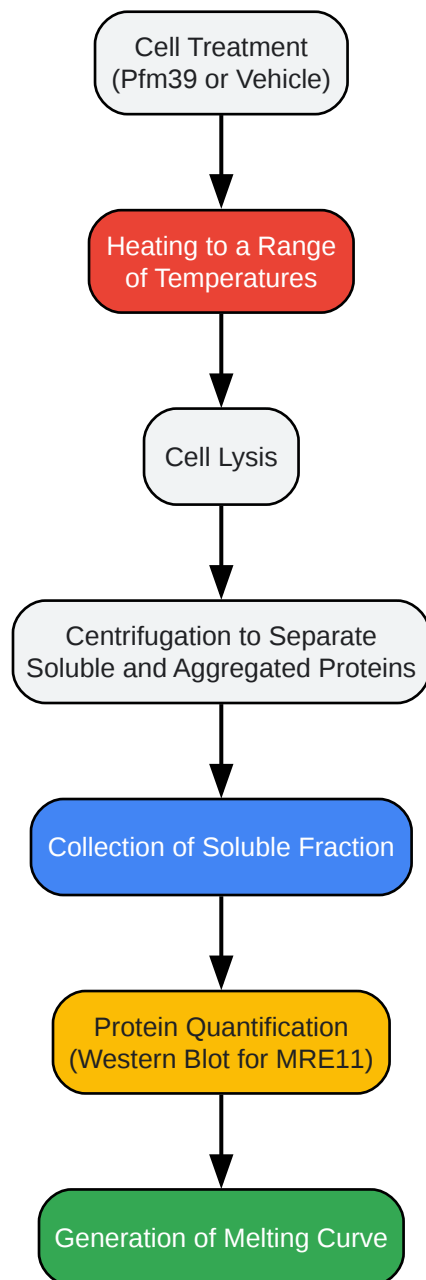 Cell Treatment
(Pfm39 or Vehicle)
Heating to a Range
of Temperatures
Cell Lysis
Centrifugation to Separate
Soluble and Aggregated Proteins
Collection of Soluble Fraction
Protein Quantification
(Western Blot for MRE11)
Generation of Melting Curve